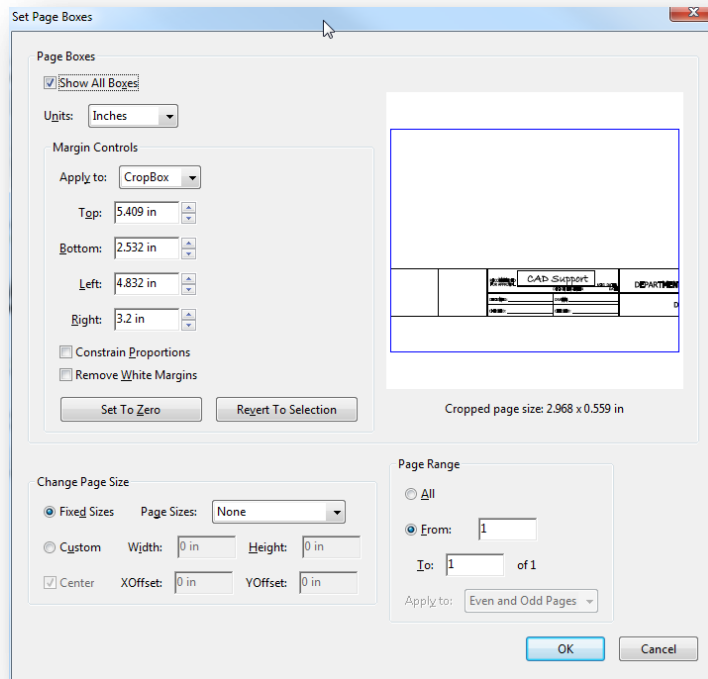 Set Page Boxes
Page Boxes
Show All Boxes
Units: Inches
Margin Controls
Apply to: CropBox
Top: 5.409 in
Bottom: 2.532 in
Left: 4.832 in
Right: 3.2 in
Constrain Proportions
Remove White Margins
Set To Zero Revert To Selection
CAD Support
DEPARTMENT
D
Cropped page size: 2.968 x 0.559 in
Change Page Size
Fixed Sizes Page Sizes: None
Custom Width: 0 in Height: 0 in
Center XOffset: 0 in YOffset: 0 in
Page Range
All
From: 1
To: 1 of 1
Apply to: Even and Odd Pages
OK Cancel